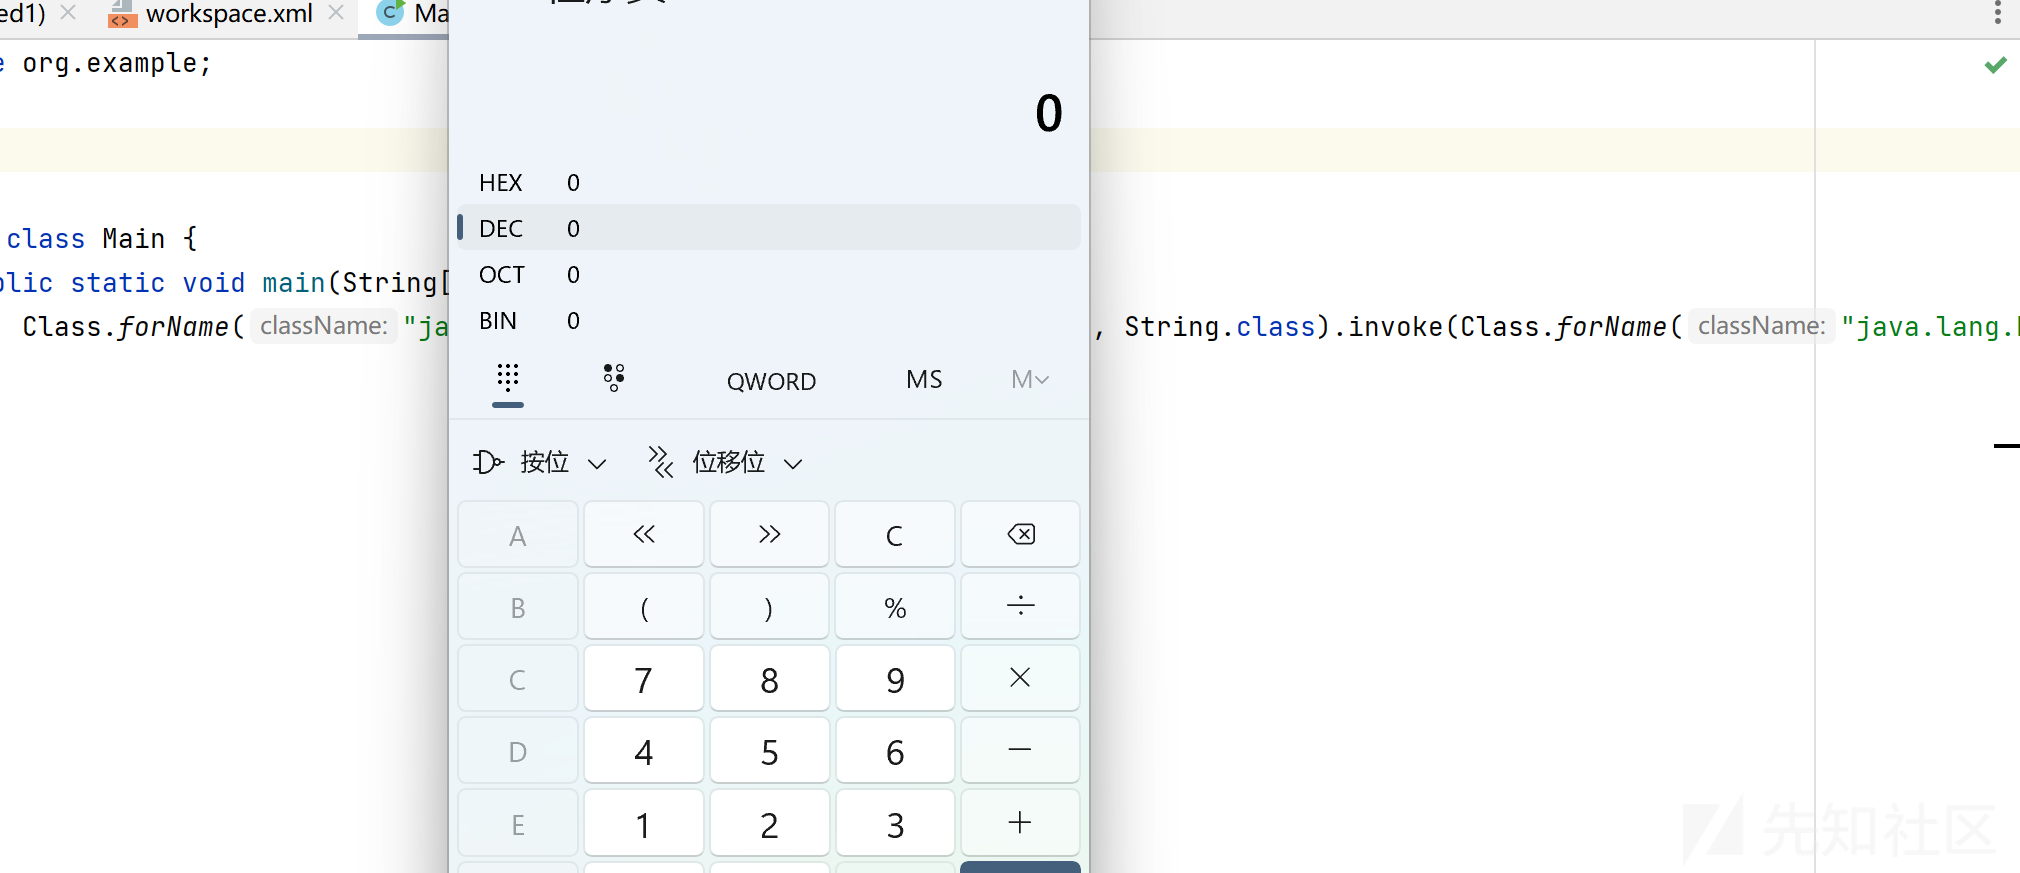 ed1) workspace.xml Ma
org.example;
0
HEX 0
class Main {
DEC 0
blic static void main(String[
OCT 0
Class.forName( className: "ja , String.class).invoke(Class.forName( className: "java.lang.
BIN 0
QWORD MS M
按位 位移位
A << >> C
B ( ) % ÷
C 7 8 9 ×
D 4 5 6 −
E 1 2 3 +
先知社区